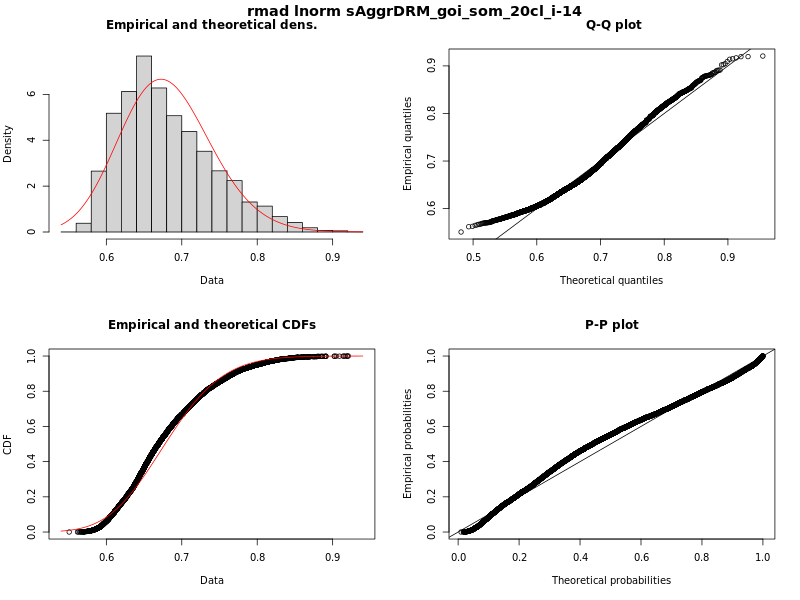 rmad lnorm sAggrDRM_goi_som_20cl_i-14
Empirical and theoretical dens.
Density
0 2 4 6
0.6 0.7 0.8 0.9
Data
Q-Q plot
Empirical quantiles
0.6 0.7 0.8 0.9
0.5 0.6 0.7 0.8 0.9
Theoretical quantiles
Empirical and theoretical CDFs
CDF
0.0 0.2 0.4 0.6 0.8 1.0
0.6 0.7 0.8 0.9
Data
P-P plot
Empirical probabilities
0.0 0.2 0.4 0.6 0.8 1.0
0.0 0.2 0.4 0.6 0.8 1.0
Theoretical probabilities